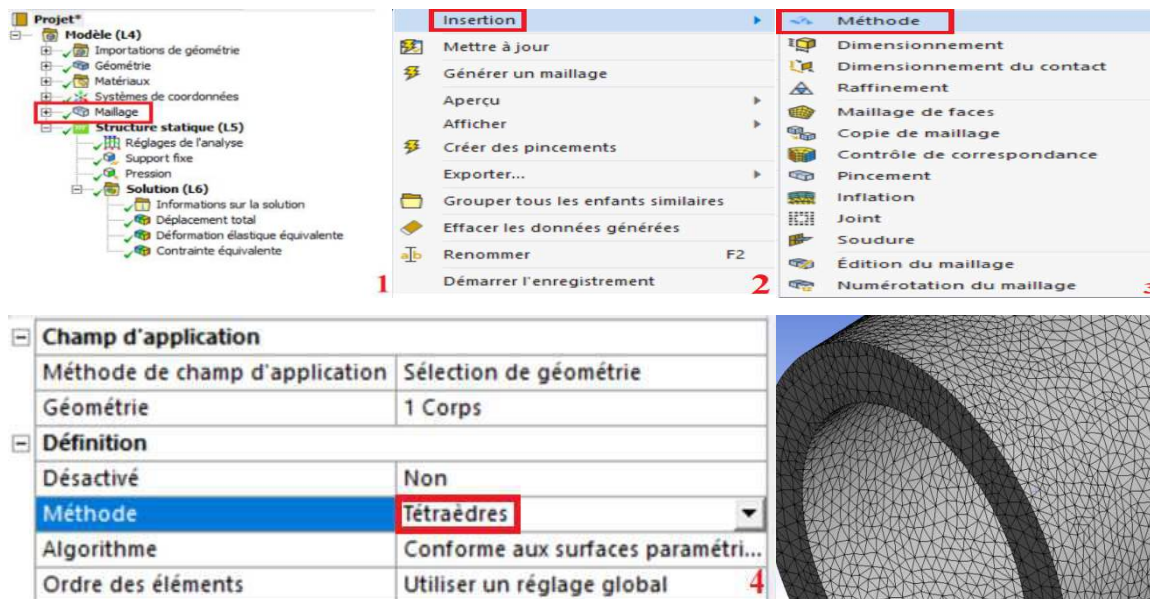 Projet*
Modèle (L4)
Importations de géométrie
Géométrie
Matériaux
Systèmes de coordonnées
Maillage
Structure statique (L5)
Réglages de l'analyse
Support fixe
Pression
Solution (L6)
Informations sur la solution
Déplacement total
Déformation élastique équivalente
Contrainte équivalente
1
Insertion
Mettre à jour
Générer un maillage
Aperçu
Afficher
Créer des pincements
Exporter...
Grouper tous les enfants similaires
Effacer les données générées
Renommer F2
Démarrer l'enregistrement
2
Méthode
Dimensionnement
Dimensionnement du contact
Raffinement
Maillage de faces
Copie de maillage
Contrôle de correspondance
Pincement
Inflation
Joint
Soudure
Édition du maillage
Numérotation du maillage
3
Champ d'application
Méthode de champ d'application Sélection de géométrie
Géométrie 1 Corps
Définition
Désactivé Non
Méthode Tétraèdres
Algorithme Conforme aux surfaces paramétri...
Ordre des éléments Utiliser un réglage global
4